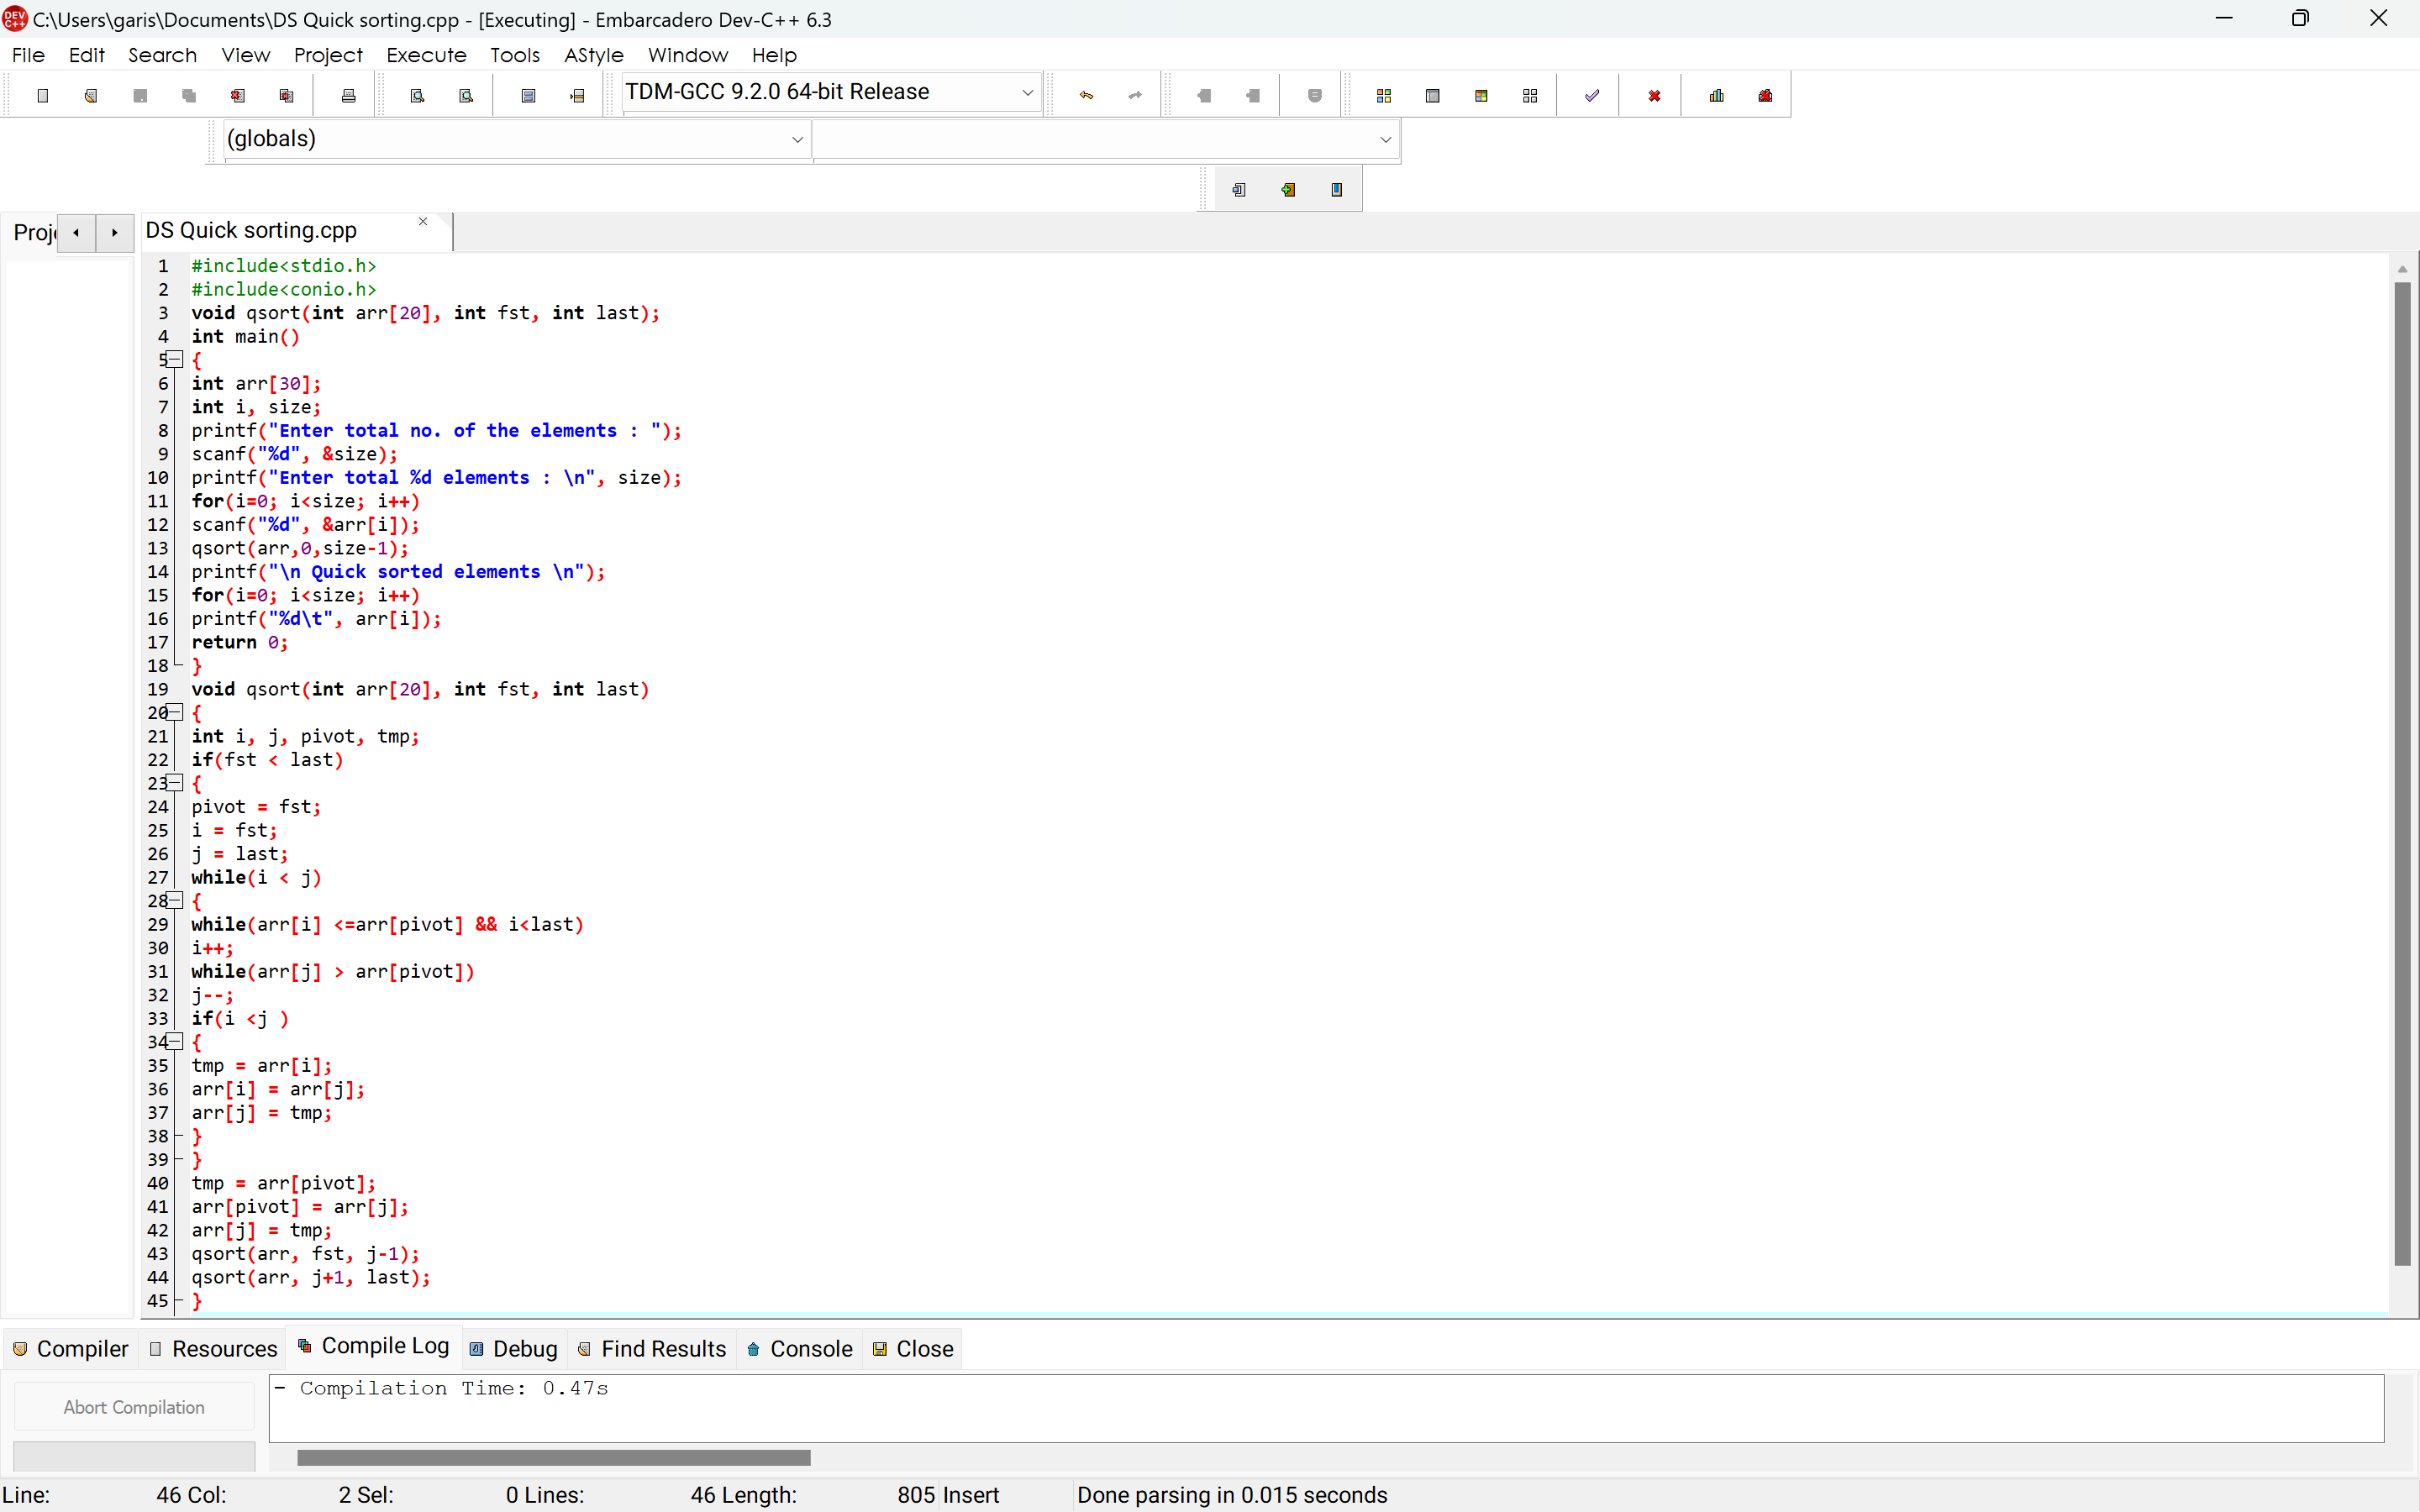 C:\Users\garis\Documents\DS Quick sorting.cpp - [Executing] - Embarcadero Dev-C++ 6.3
File Edit Search View Project Execute Tools AStyle Window Help
TDM-GCC 9.2.0 64-bit Release
(globals)
Proj
DS Quick sorting.cpp
1 #include<stdio.h>
2 #include<conio.h>
3 void qsort(int arr[20], int fst, int last);
4 int main()
5 {
6 int arr[30];
7 int i, size;
8 printf("Enter total no. of the elements : ");
9 scanf("%d", &size);
10 printf("Enter total %d elements : \n", size);
11 for(i=0; i<size; i++)
12 scanf("%d", &arr[i]);
13 qsort(arr,0,size-1);
14 printf("\n Quick sorted elements \n");
15 for(i=0; i<size; i++)
16 printf("%d\t", arr[i]);
17 return 0;
18 }
19 void qsort(int arr[20], int fst, int last)
20 {
21 int i, j, pivot, tmp;
22 if(fst < last)
23 {
24 pivot = fst;
25 i = fst;
26 j = last;
27 while(i < j)
28 {
29 while(arr[i] <=arr[pivot] && i<last)
30 i++;
31 while(arr[j] > arr[pivot])
32 j--;
33 if(i <j )
34 {
35 tmp = arr[i];
36 arr[i] = arr[j];
37 arr[j] = tmp;
38 }
39 }
40 tmp = arr[pivot];
41 arr[pivot] = arr[j];
42 arr[j] = tmp;
43 qsort(arr, fst, j-1);
44 qsort(arr, j+1, last);
45 }
Compiler Resources Compile Log Debug Find Results Console Close
Abort Compilation
- Compilation Time: 0.47s
Line: 46 Col: 2 Sel: 0 Lines: 46 Length: 805 Insert Done parsing in 0.015 seconds